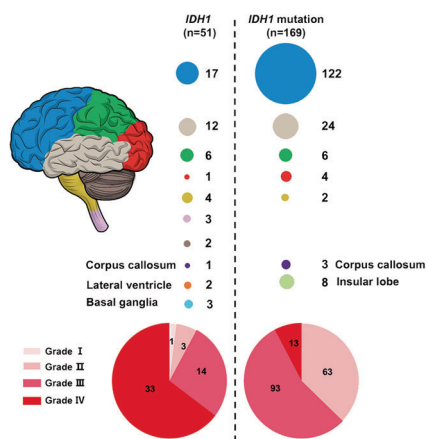 IDH1
(n=51)
IDH1 mutation
(n=169)
17
122
12
24
6
6
1
4
4
2
3
2
Corpus callosum
1
3
Corpus callosum
Lateral ventricle
2
8
Insular lobe
Basal ganglia
3
Grade I
Grade II
Grade III
Grade IV
1
3
14
33
13
63
93